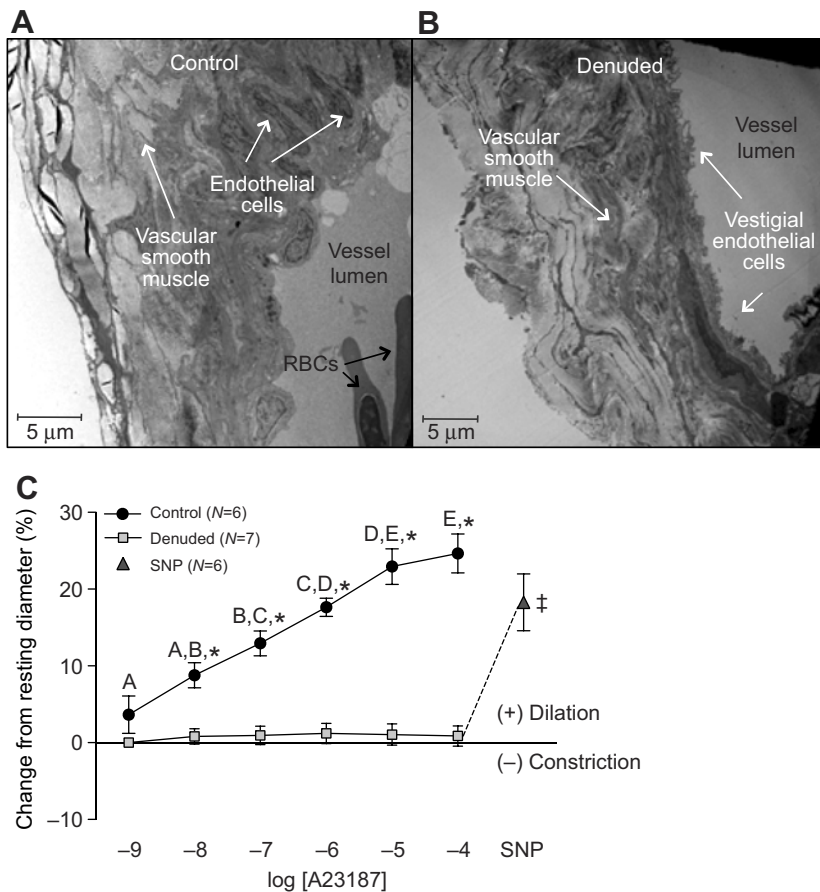 A
Control
Endothelial
cells
Vascular
smooth
muscle
Vessel
lumen
RBCs
5 μm
B
Denuded
Vascular
smooth
muscle
Vessel
lumen
Vestigial
endothelial
cells
5 μm
C
Change from resting diameter (%)
30
20
10
0
–10
Control (N=6)
Denuded (N=7)
SNP (N=6)
A
A,B,*
B,C,*
C,D,*
D,E,*
E,*
‡
(+) Dilation
(–) Constriction
–9 –8 –7 –6 –5 –4 SNP
log [A23187]